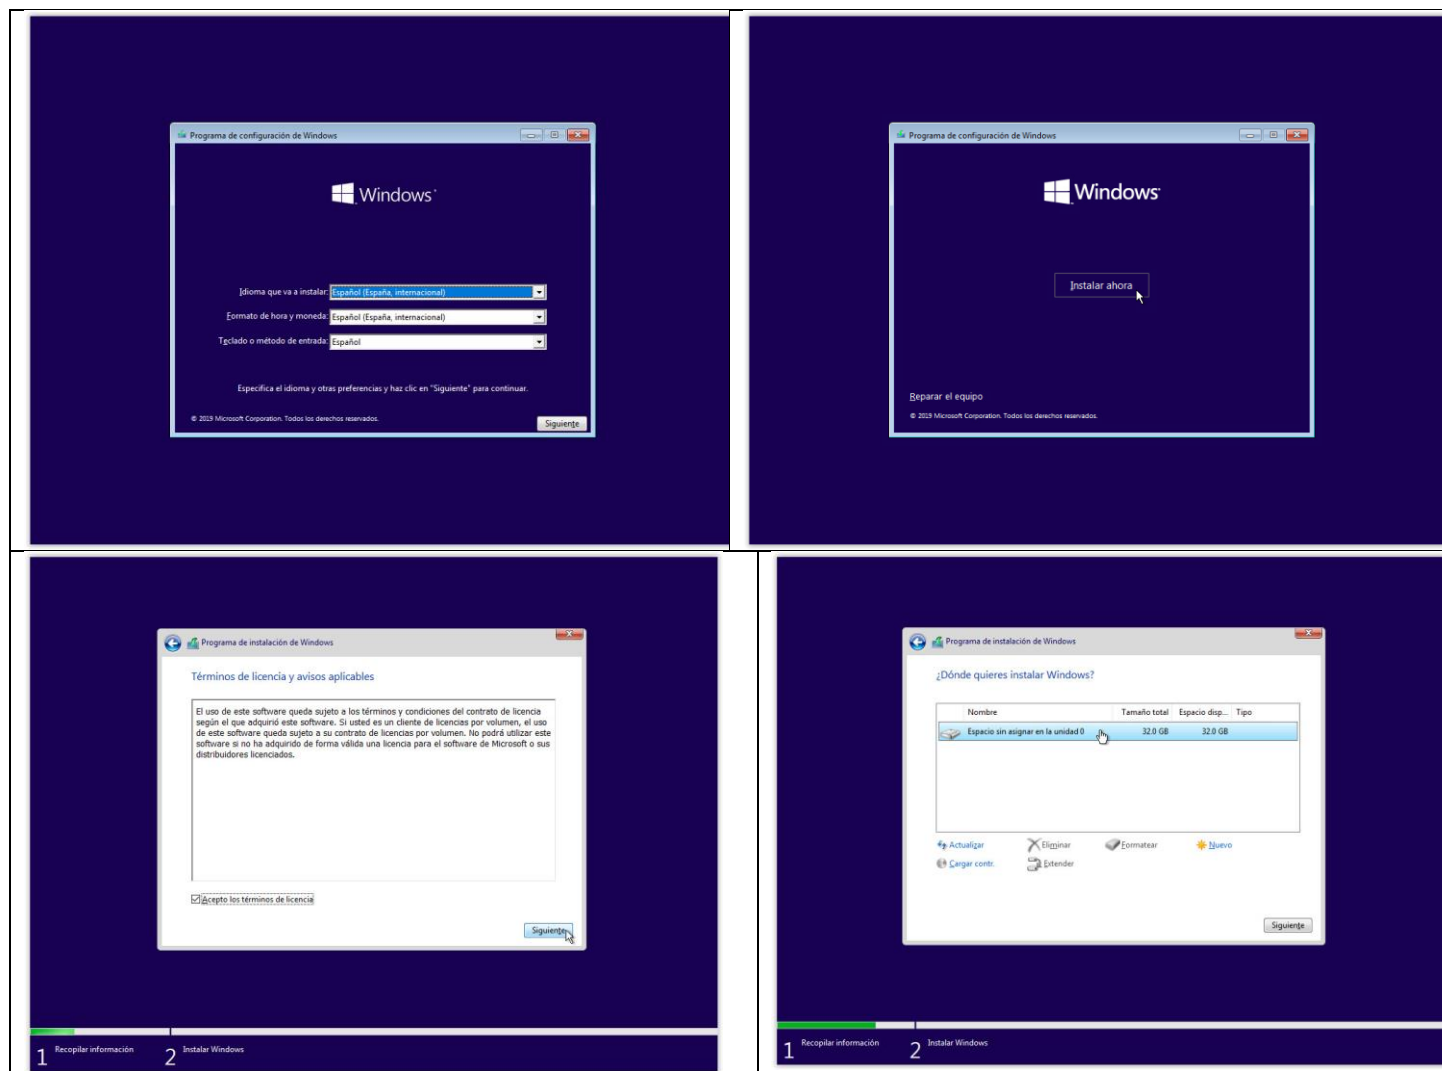 Programa de configuración de Windows
Windows
Idioma que va a instalar: Español (España, internacional)
Formato de hora y moneda: Español (España, internacional)
Teclado o método de entrada: Español
Especifica el idioma y otras preferencias y haz clic en "Siguiente" para continuar.
© 2019 Microsoft Corporation. Todos los derechos reservados.
Siguiente
Programa de configuración de Windows
Windows
Instalar ahora
Reparar el equipo
© 2019 Microsoft Corporation. Todos los derechos reservados.
Programa de instalación de Windows
Términos de licencia y avisos aplicables
El uso de este software queda sujeto a los términos y condiciones del contrato de licencia
según el que adquirió este software. Si usted es un cliente de licencias por volumen, el uso
de este software queda sujeto a su contrato de licencias por volumen. No podrá utilizar este
software si no ha adquirido de forma válida una licencia para el software de Microsoft o sus
distribuidores licenciados.
Acepto los términos de licencia
Siguiente
1 Recopilar información 2 Instalar Windows
Programa de instalación de Windows
¿Dónde quieres instalar Windows?
Nombre Tamaño total Espacio disp... Tipo
Espacio sin asignar en la unidad 0 32.0 GB 32.0 GB
Actualizar Eliminar Formatear Nuevo
Cargar contr. Extender
Siguiente
1 Recopilar información 2 Instalar Windows